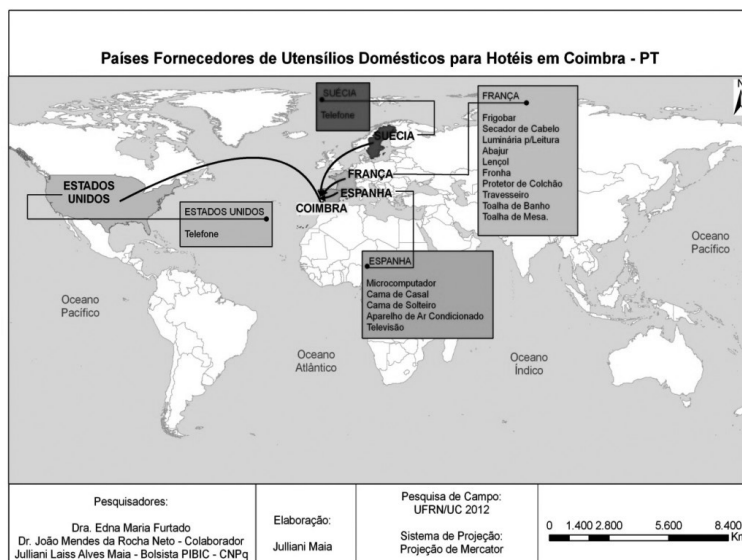 Países Fornecedores de Utensílios Domésticos para Hotéis em Coimbra - PT
N
SUÉCIA
Telefone
FRANÇA
Frigobar
Secador de Cabelo
Luminária p/Leitura
Abajur
Lençol
Fronha
Protetor de Colchão
Travesseiro
Toalha de Banho
Toalha de Mesa.
SUÉCIA
FRANÇA
ESPANHA
COIMBRA
ESTADOS
UNIDOS
ESTADOS UNIDOS
Telefone
ESPANHA
Microcomputador
Cama de Casal
Cama de Solteiro
Aparelho de Ar Condicionado
Televisão
Oceano
Pacífico
Oceano
Pacífico
Oceano
Atlântico
Oceano
Índico
Pesquisadores:
Dra. Edna Maria Furtado
Dr. João Mendes da Rocha Neto - Colaborador
Julliani Laiss Alves Maia - Bolsista PIBIC - CNPq
Elaboração:
Julliani Maia
Pesquisa de Campo:
UFRN/UC 2012
Sistema de Projeção:
Projeção de Mercator
0 1.400 2.800 5.600 8.400
Km